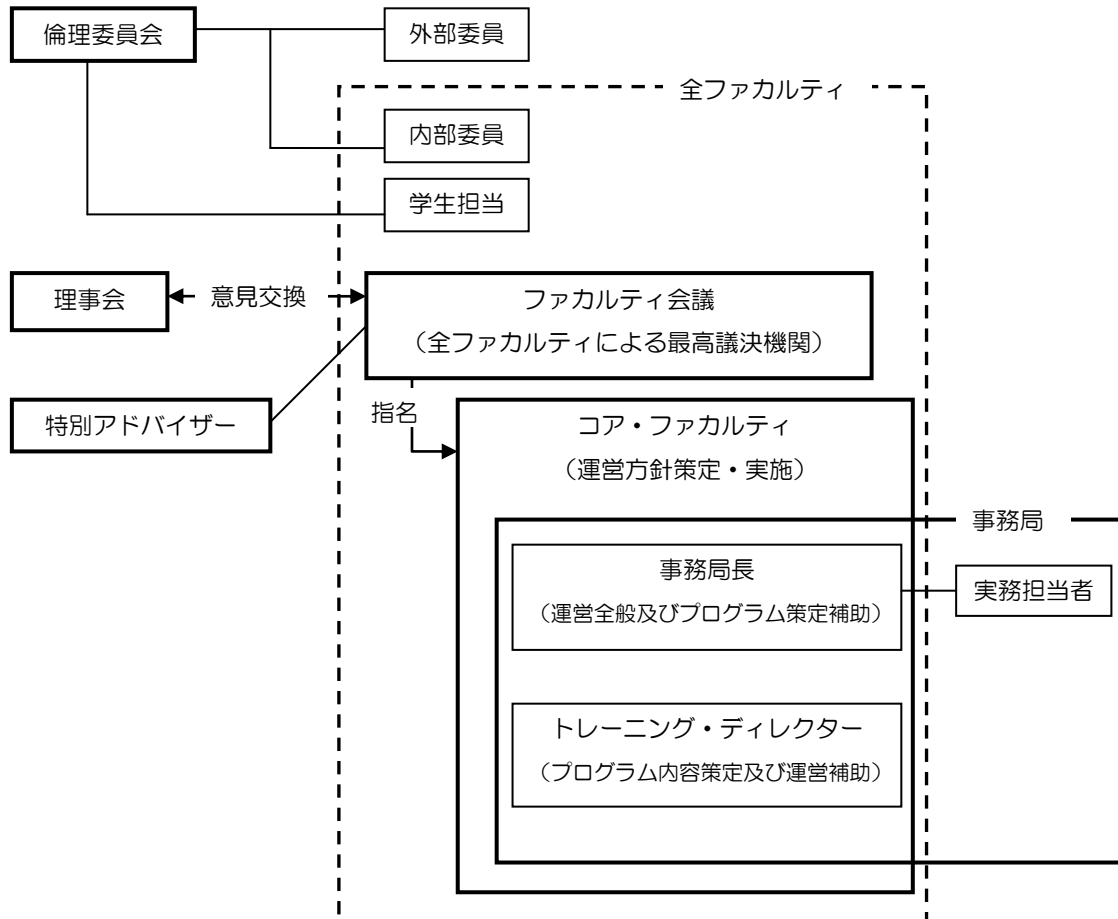 倫理委員会
外部委員
全ファカルティ
内部委員
学生担当
理事会
意見交換
ファカルティ会議
（全ファカルティによる最高議決機関）
特別アドバイザー
指名
コア・ファカルティ
（運営方針策定・実施）
事務局
事務局長
（運営全般及びプログラム策定補助）
実務担当者
トレーニング・ディレクター
（プログラム内容策定及び運営補助）